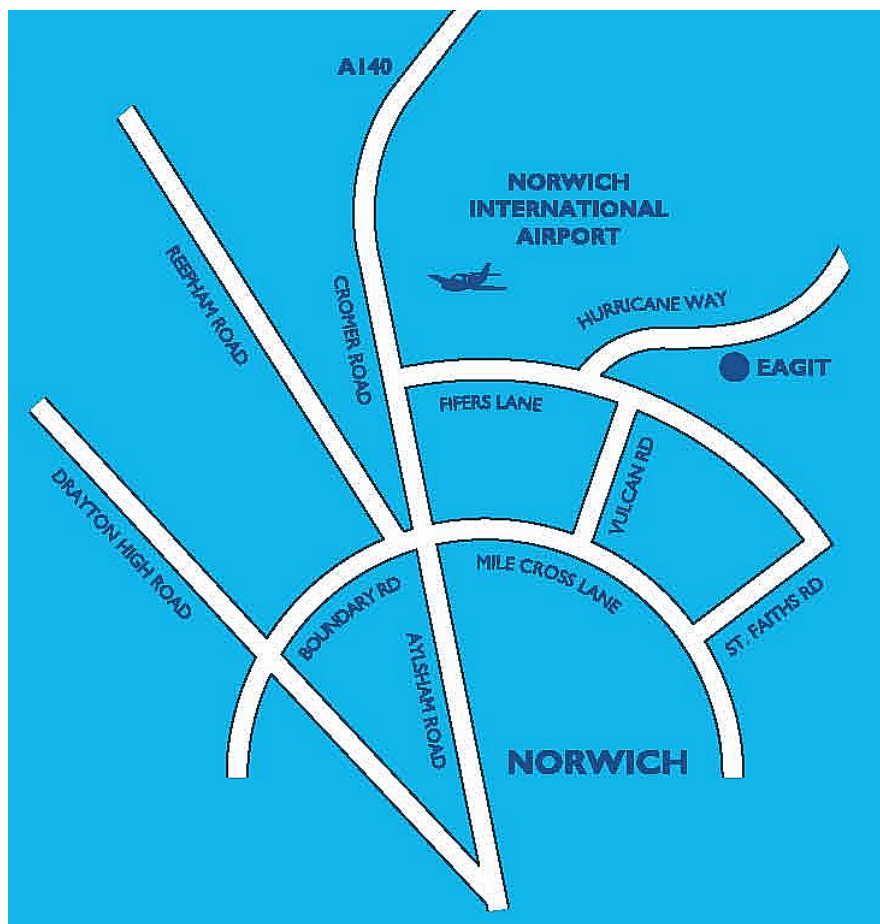 A140
NORWICH
INTERNATIONAL
AIRPORT
REEPHAM ROAD
CROMER ROAD
HURRICANE WAY
EAGIT
FIFERS LANE
VULCAN RD
DRAYTON HIGH ROAD
BOUNDARY RD
MILE CROSS LANE
ST. FAITHS RD
AYLSHAM ROAD
NORWICH